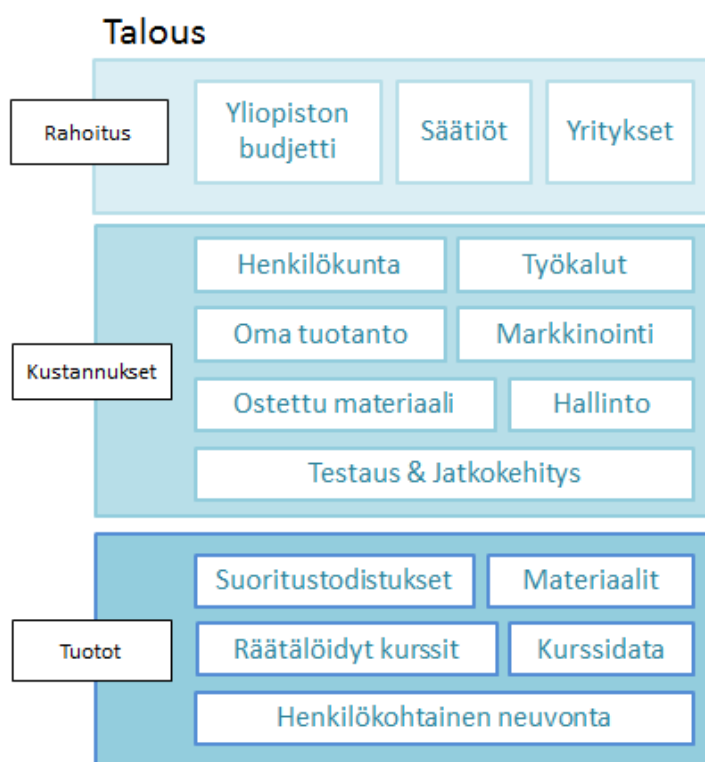 Talous
Rahoitus
Yliopiston
budjetti
Säätiöt
Yritykset
Kustannukset
Henkilökunta
Työkalut
Oma tuotanto
Markkinointi
Ostettu materiaali
Hallinto
Testaus & Jatkokehitys
Tuotot
Suoritustodistukset
Materiaalit
Räätälöidyt kurssit
Kurssidata
Henkilökohtainen neuvonta